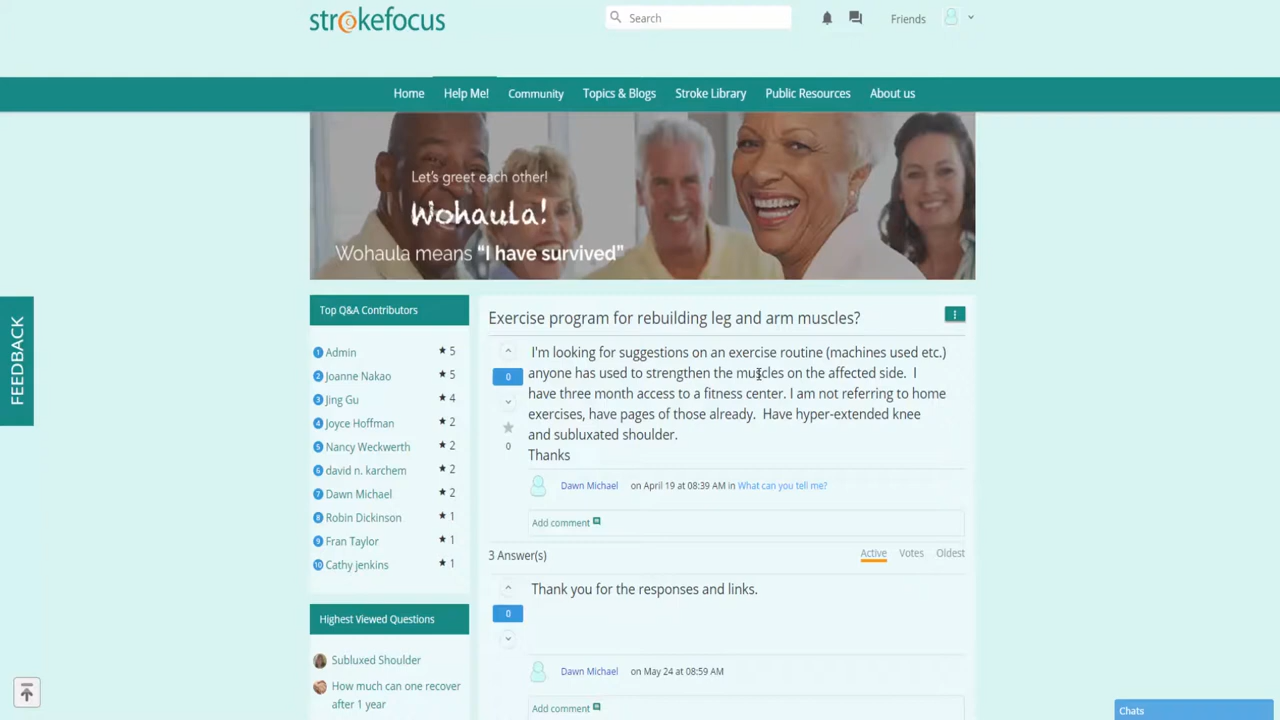 strokefocus
Search
Friends
Home Help Me! Community Topics & Blogs Stroke Library Public Resources About us
Let's greet each other!
Wohaula!
Wohaula means "I have survived"
FEEDBACK
Top Q&A Contributors
1 Admin ★ 5
2 Joanne Nakao ★ 5
3 Jing Gu ★ 4
4 Joyce Hoffman ★ 2
5 Nancy Weckwerth ★ 2
6 david n. karchem ★ 2
7 Dawn Michael ★ 2
8 Robin Dickinson ★ 1
9 Fran Taylor ★ 1
10 Cathy jenkins ★ 1
Highest Viewed Questions
Subluxed Shoulder
How much can one recover
after 1 year
Exercise program for rebuilding leg and arm muscles?
0
0
I'm looking for suggestions on an exercise routine (machines used etc.)
anyone has used to strengthen the muscles on the affected side. I
have three month access to a fitness center. I am not referring to home
exercises, have pages of those already. Have hyper-extended knee
and subluxated shoulder.
Thanks
Dawn Michael on April 19 at 08:39 AM in What can you tell me?
Add comment
3 Answer(s)
Active Votes Oldest
0
Thank you for the responses and links.
Dawn Michael on May 24 at 08:59 AM
Add comment
Chats